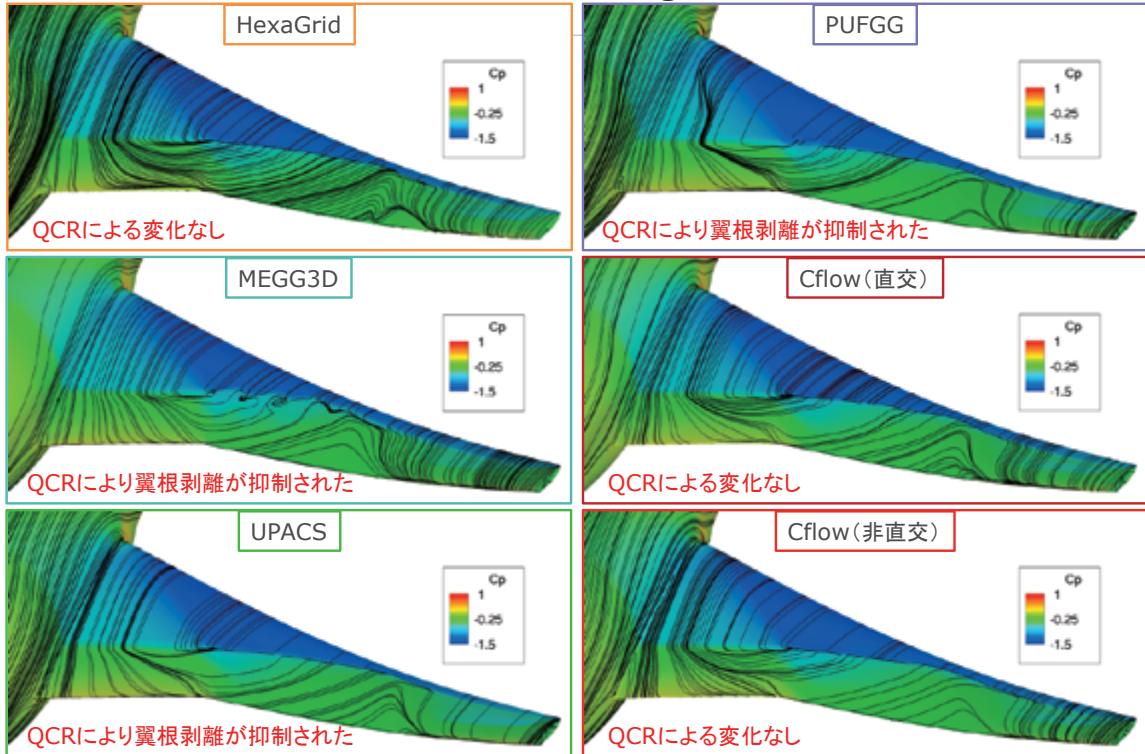 HexaGrid
Cp
1
-0.25
-1.5
QCRによる変化なし
PUFGG
Cp
1
-0.25
-1.5
QCRにより翼根剥離が抑制された
MEGG3D
Cp
1
-0.25
-1.5
QCRにより翼根剥離が抑制された
Cflow(直交)
Cp
1
-0.25
-1.5
QCRによる変化なし
UPACS
Cp
1
-0.25
-1.5
QCRにより翼根剥離が抑制された
Cflow(非直交)
Cp
1
-0.25
-1.5
QCRによる変化なし